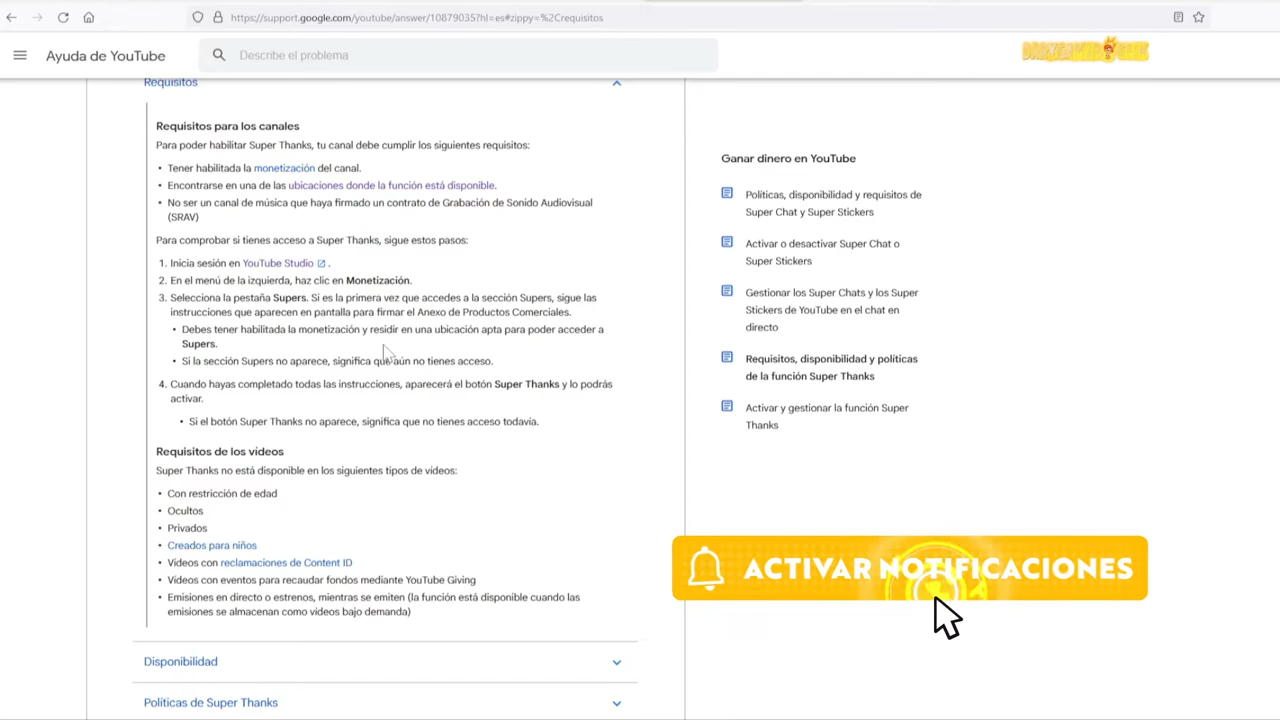 https://support.google.com/youtube/answer/10879035?hl=es#zippy=%2Crequisitos
Ayuda de YouTube
Describe el problema
Requisitos
Requisitos para los canales
Para poder habilitar Super Thanks, tu canal debe cumplir los siguientes requisitos:
• Tener habilitada la monetización del canal.
• Encontrarse en una de las ubicaciones donde la función está disponible.
• No ser un canal de música que haya firmado un contrato de Grabación de Sonido Audiovisual
(SRAV)
Para comprobar si tienes acceso a Super Thanks, sigue estos pasos:
1. Inicia sesión en YouTube Studio.
2. En el menú de la izquierda, haz clic en Monetización.
3. Selecciona la pestaña Supers. Si es la primera vez que accedes a la sección Supers, sigue las
instrucciones que aparecen en pantalla para firmar el Anexo de Productos Comerciales.
• Debes tener habilitada la monetización y residir en una ubicación apta para poder acceder a
Supers.
• Si la sección Supers no aparece, significa que aún no tienes acceso.
4. Cuando hayas completado todas las instrucciones, aparecerá el botón Super Thanks y lo podrás
activar.
• Si el botón Super Thanks no aparece, significa que no tienes acceso todavía.
Requisitos de los vídeos
Super Thanks no está disponible en los siguientes tipos de vídeos:
• Con restricción de edad
• Ocultos
• Privados
• Creados para niños
• Vídeos con reclamaciones de Content ID
• Vídeos con eventos para recaudar fondos mediante YouTube Giving
• Emisiones en directo o estrenos, mientras se emiten (la función está disponible cuando las
emisiones se almacenan como vídeos bajo demanda)
Disponibilidad
Políticas de Super Thanks
Ganar dinero en YouTube
Políticas, disponibilidad y requisitos de
Super Chat y Super Stickers
Activar o desactivar Super Chat o
Super Stickers
Gestionar los Super Chats y los Super
Stickers de YouTube en el chat en
directo
Requisitos, disponibilidad y políticas
de la función Super Thanks
Activar y gestionar la función Super
Thanks
ACTIVAR NOTIFICACIONES